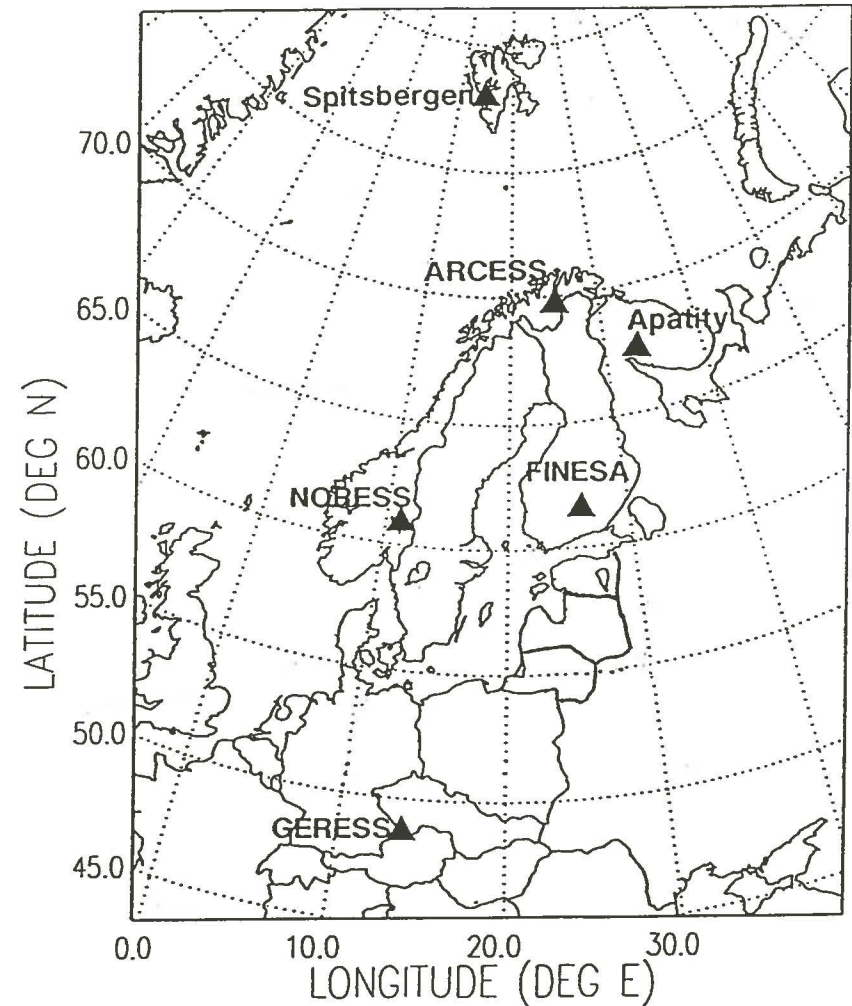 Spitsbergen
70.0
ARCESS
65.0
Apatity
60.0
FINESA
NORESS
55.0
50.0
GERESS
45.0
0.0 10.0 20.0 30.0
LONGITUDE (DEG E)
LATITUDE (DEG N)